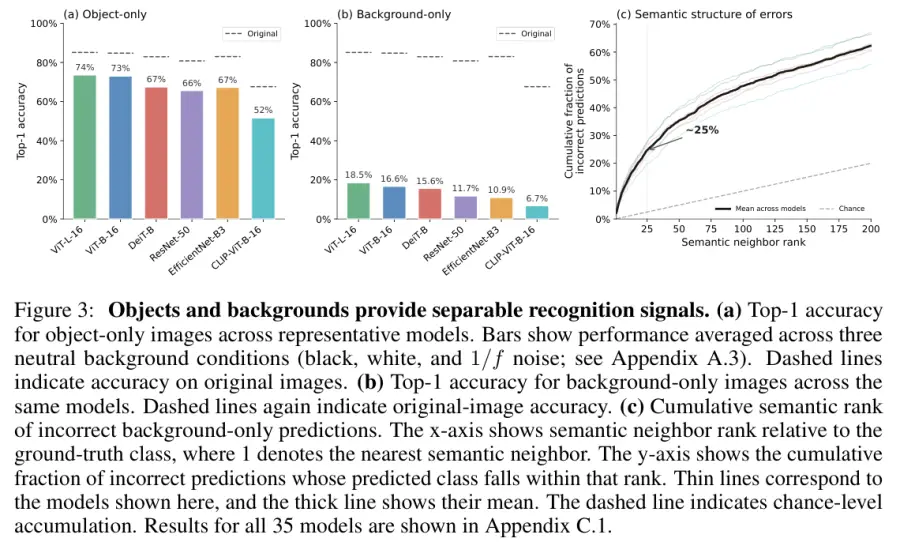 (a) Object-only
100%
80%
60%
40%
20%
0%
Top-1 accuracy
Original
74%
73%
67%
66%
67%
52%
ViT-L-16
ViT-B-16
DeiT-B
ResNet-50
EfficientNet-B3
CLIP-ViT-B-16
(b) Background-only
100%
80%
60%
40%
20%
0%
Top-1 accuracy
Original
18.5%
16.6%
15.6%
11.7%
10.9%
6.7%
ViT-L-16
ViT-B-16
DeiT-B
ResNet-50
EfficientNet-B3
CLIP-ViT-B-16
(c) Semantic structure of errors
70%
60%
50%
40%
30%
20%
10%
0%
Cumulative fraction of
incorrect predictions
~25%
Mean across models
Chance
25
50
75
100
125
150
175
200
Semantic neighbor rank
Figure 3: Objects and backgrounds provide separable recognition signals. (a) Top-1 accuracy
for object-only images across representative models. Bars show performance averaged across three
neutral background conditions (black, white, and 1/f noise; see Appendix A.3). Dashed lines
indicate accuracy on original images. (b) Top-1 accuracy for background-only images across the
same models. Dashed lines again indicate original-image accuracy. (c) Cumulative semantic rank
of incorrect background-only predictions. The x-axis shows semantic neighbor rank relative to the
ground-truth class, where 1 denotes the nearest semantic neighbor. The y-axis shows the cumulative
fraction of incorrect predictions whose predicted class falls within that rank. Thin lines correspond to
the models shown here, and the thick line shows their mean. The dashed line indicates chance-level
accumulation. Results for all 35 models are shown in Appendix C.1.